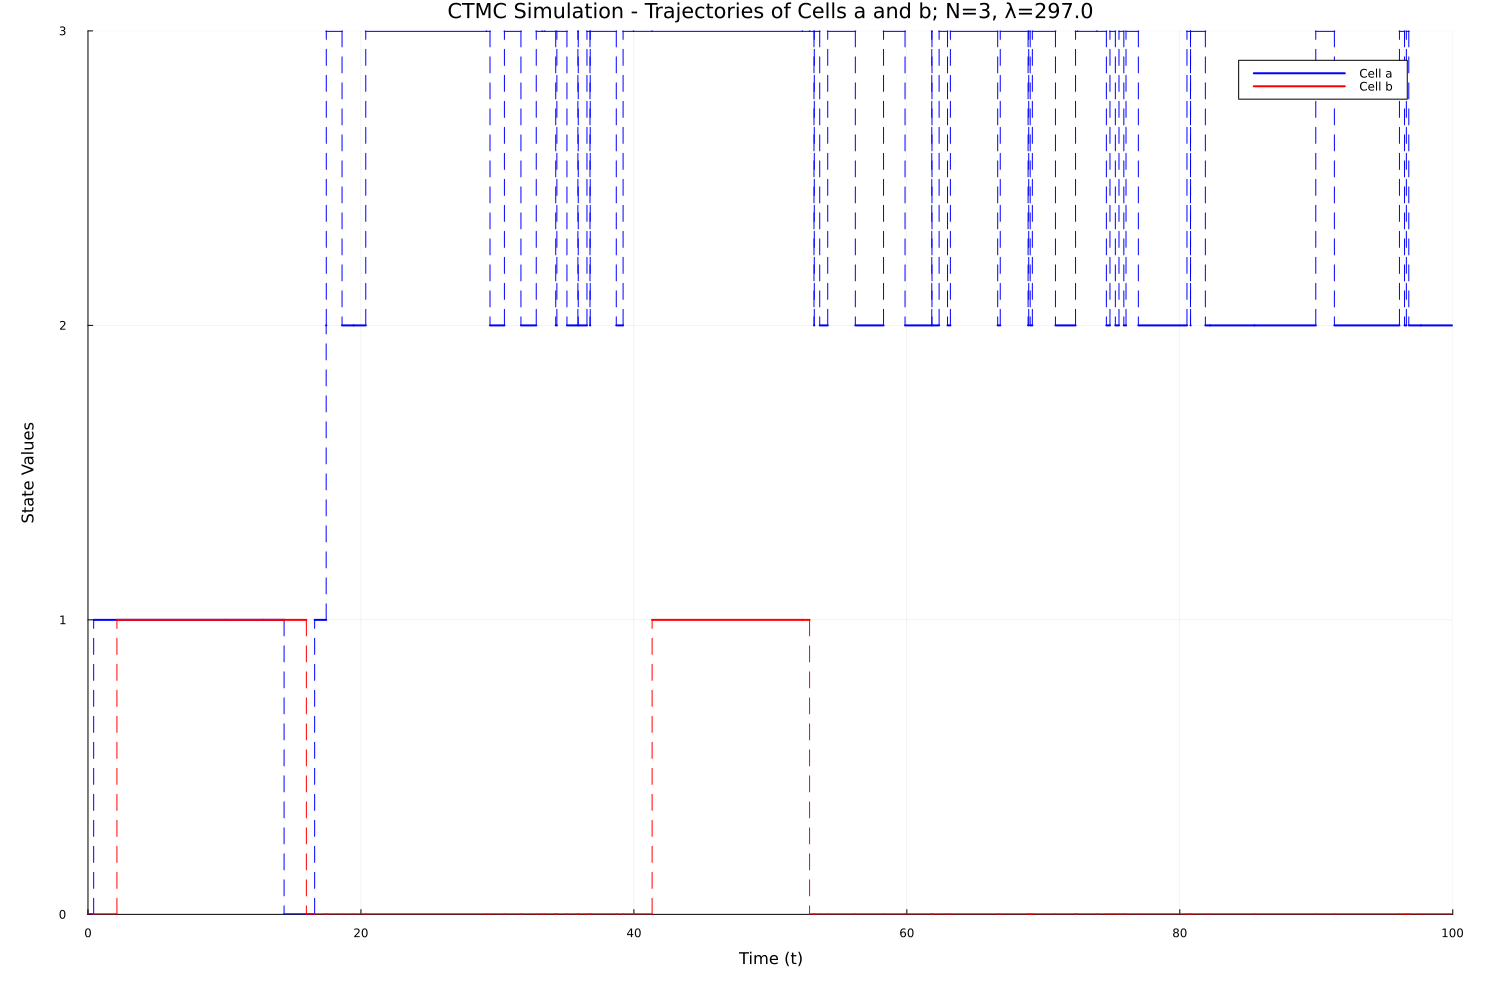 CTMC Simulation - Trajectories of Cells a and b; N=3, λ=297.0
3
Cell a
Cell b
2
State Values
1
0
0 20 40 60 80 100
Time (t)